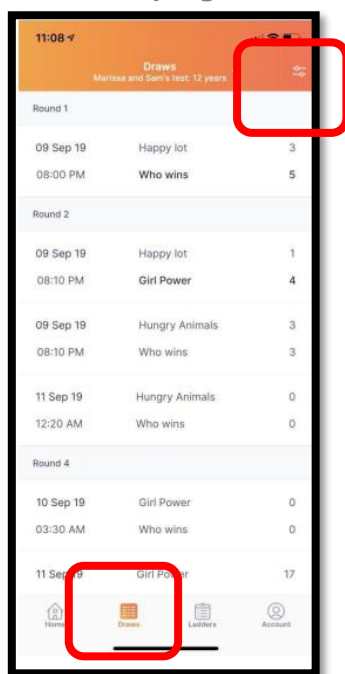 11:08
Draws
Marissa and Sam's test: 12 years
Round 1
09 Sep 19 Happy lot 3
08:00 PM Who wins 5
Round 2
09 Sep 19 Happy lot 1
08:10 PM Girl Power 4
09 Sep 19 Hungry Animals 3
08:10 PM Who wins 3
11 Sep 19 Hungry Animals 0
12:20 AM Who wins 0
Round 4
10 Sep 19 Girl Power 0
03:30 AM Who wins 0
11 Sep 19 Girl Power 17
Home Draws Ladders Account